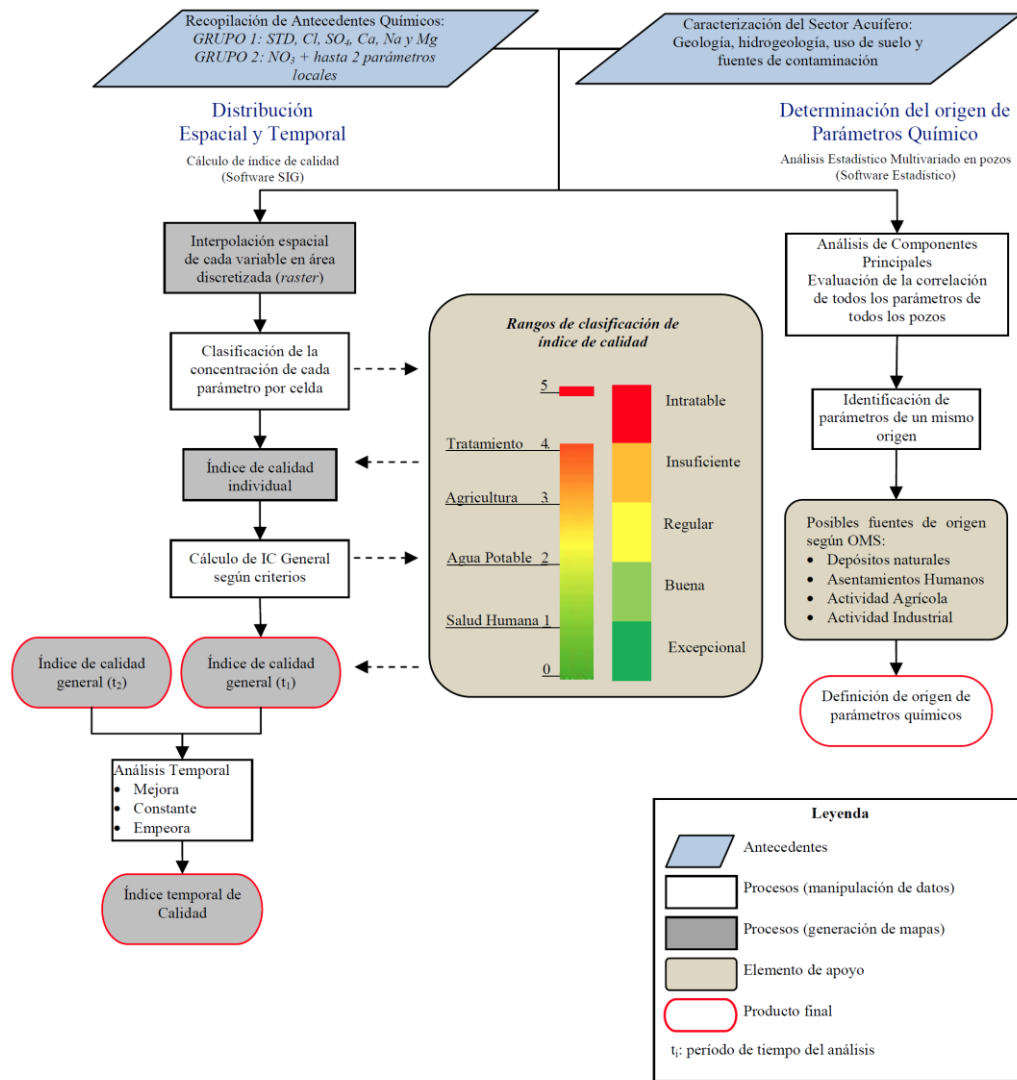 Recopilación de Antecedentes Químicos:
GRUPO 1: STD, Cl, SO₄, Ca, Na y Mg
GRUPO 2: NO₃ + hasta 2 parámetros
locales
Caracterización del Sector Acuífero:
Geología, hidrogeología, uso de suelo y
fuentes de contaminación
Distribución
Espacial y Temporal
Cálculo de índice de calidad
(Software SIG)
Determinación del origen de
Parámetros Químico
Análisis Estadístico Multivariado en pozos
(Software Estadístico)
Interpolación espacial
de cada variable en área
discretizada (raster)
Clasificación de la
concentración de cada
parámetro por celda
Índice de calidad
individual
Cálculo de IC General
según criterios
Índice de calidad
general (t₂)
Índice de calidad
general (t₁)
Análisis Temporal
• Mejora
• Constante
• Empeora
Índice temporal de
Calidad
Rangos de clasificación de
índice de calidad
5
Tratamiento 4
Agricultura 3
Agua Potable 2
Salud Humana 1
0
Intratable
Insuficiente
Regular
Buena
Excepcional
Análisis de Componentes
Principales
Evaluación de la correlación
de todos los parámetros de
todos los pozos
Identificación de
parámetros de un mismo
origen
Posibles fuentes de origen
según OMS:
• Depósitos naturales
• Asentamientos Humanos
• Actividad Agrícola
• Actividad Industrial
Definición de origen de
parámetros químicos
Leyenda
Antecedentes
Procesos (manipulación de datos)
Procesos (generación de mapas)
Elemento de apoyo
Producto final
tᵢ: período de tiempo del análisis